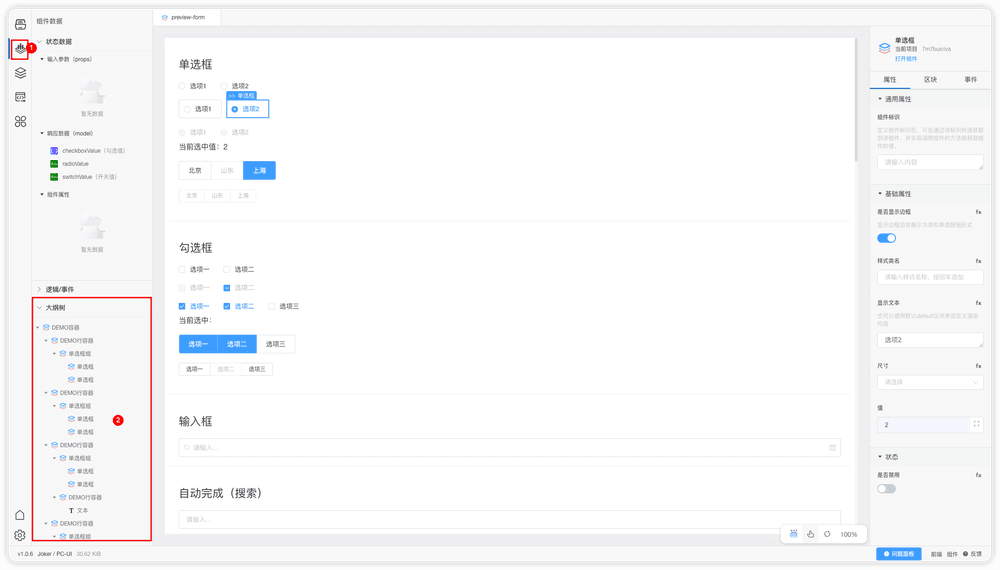 组件数据
状态数据
输入参数（props）
暂无数据
响应数据（model）
checkboxValue（勾选值）
radioValue
switchValue（开关值）
组件属性
暂无数据
逻辑/事件
大纲树
DEMO容器
DEMO行容器
单选框组
单选框
单选框
DEMO行容器
单选框组
单选框
单选框
DEMO行容器
单选框组
单选框
单选框
DEMO行容器
T 文本
DEMO行容器
单选框组
1
2
preview-form
单选框
选项1 选项2
>> 单选框
选项1 选项2
选项1 选项2
当前选中值：2
北京 山东 上海
北京 山东 上海
勾选框
选项一 选项二
选项一 选项二
选项一 选项二 选项三
当前选中：
选项一 选项二 选项三
选项一 选项二 选项三
输入框
请输入...
自动完成（搜索）
请输入...
100%
单选框
当前项目
打开组件
属性 区块 事件
通用属性
组件标识
请输入内容
基础属性
是否显示边框 fx
样式类名 fx
请输入样式名称，按回车添加
显示文本 fx
选项2
尺寸 fx
请选择
值
2
状态
是否禁用 fx
v1.0.6 Joker / PC-UI 30.62 KiB
问题面板 前端 组件 反馈